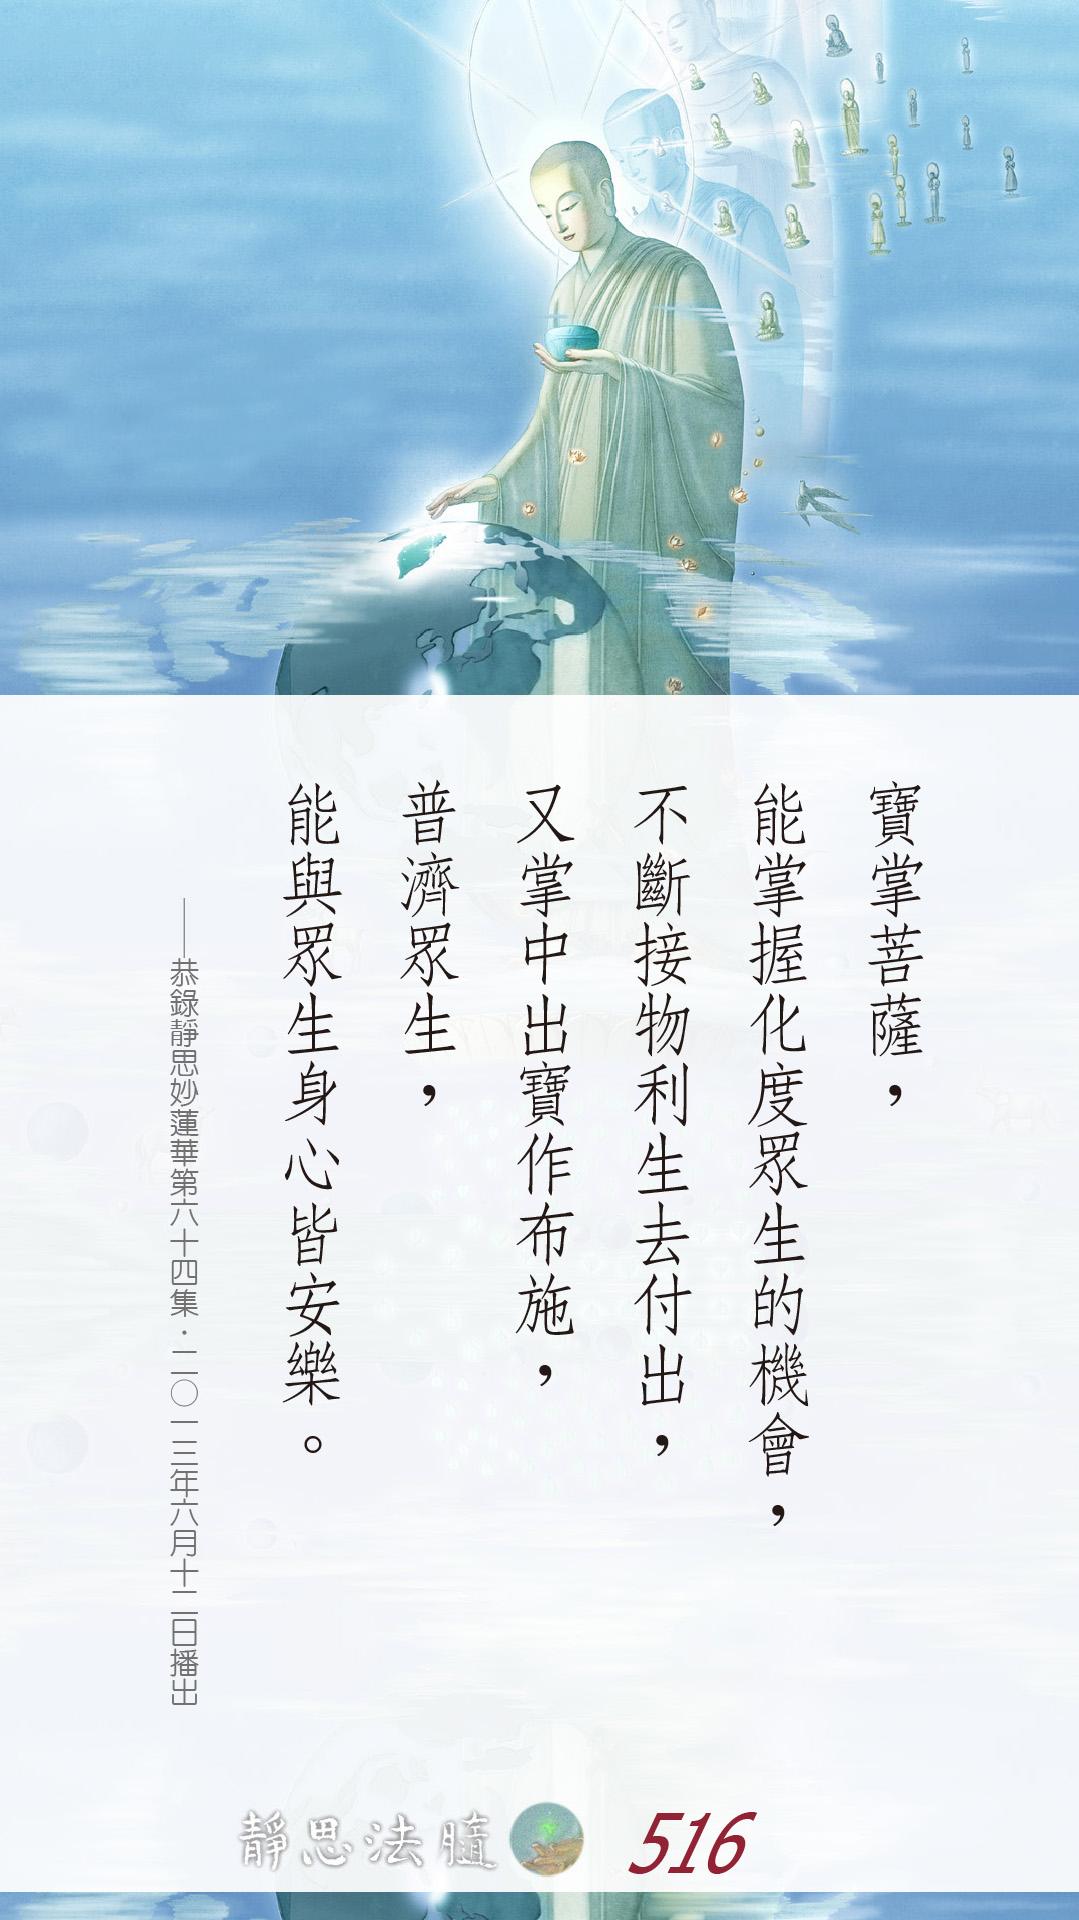 寶掌菩薩，
能掌握化度眾生的機會，
不斷接物利生去付出，
又掌中出寶作布施，
普濟眾生，
能與眾生身心皆安樂。
——恭錄靜思妙蓮華第六十四集．二〇一三年六月十二日播出
靜思法髓 516